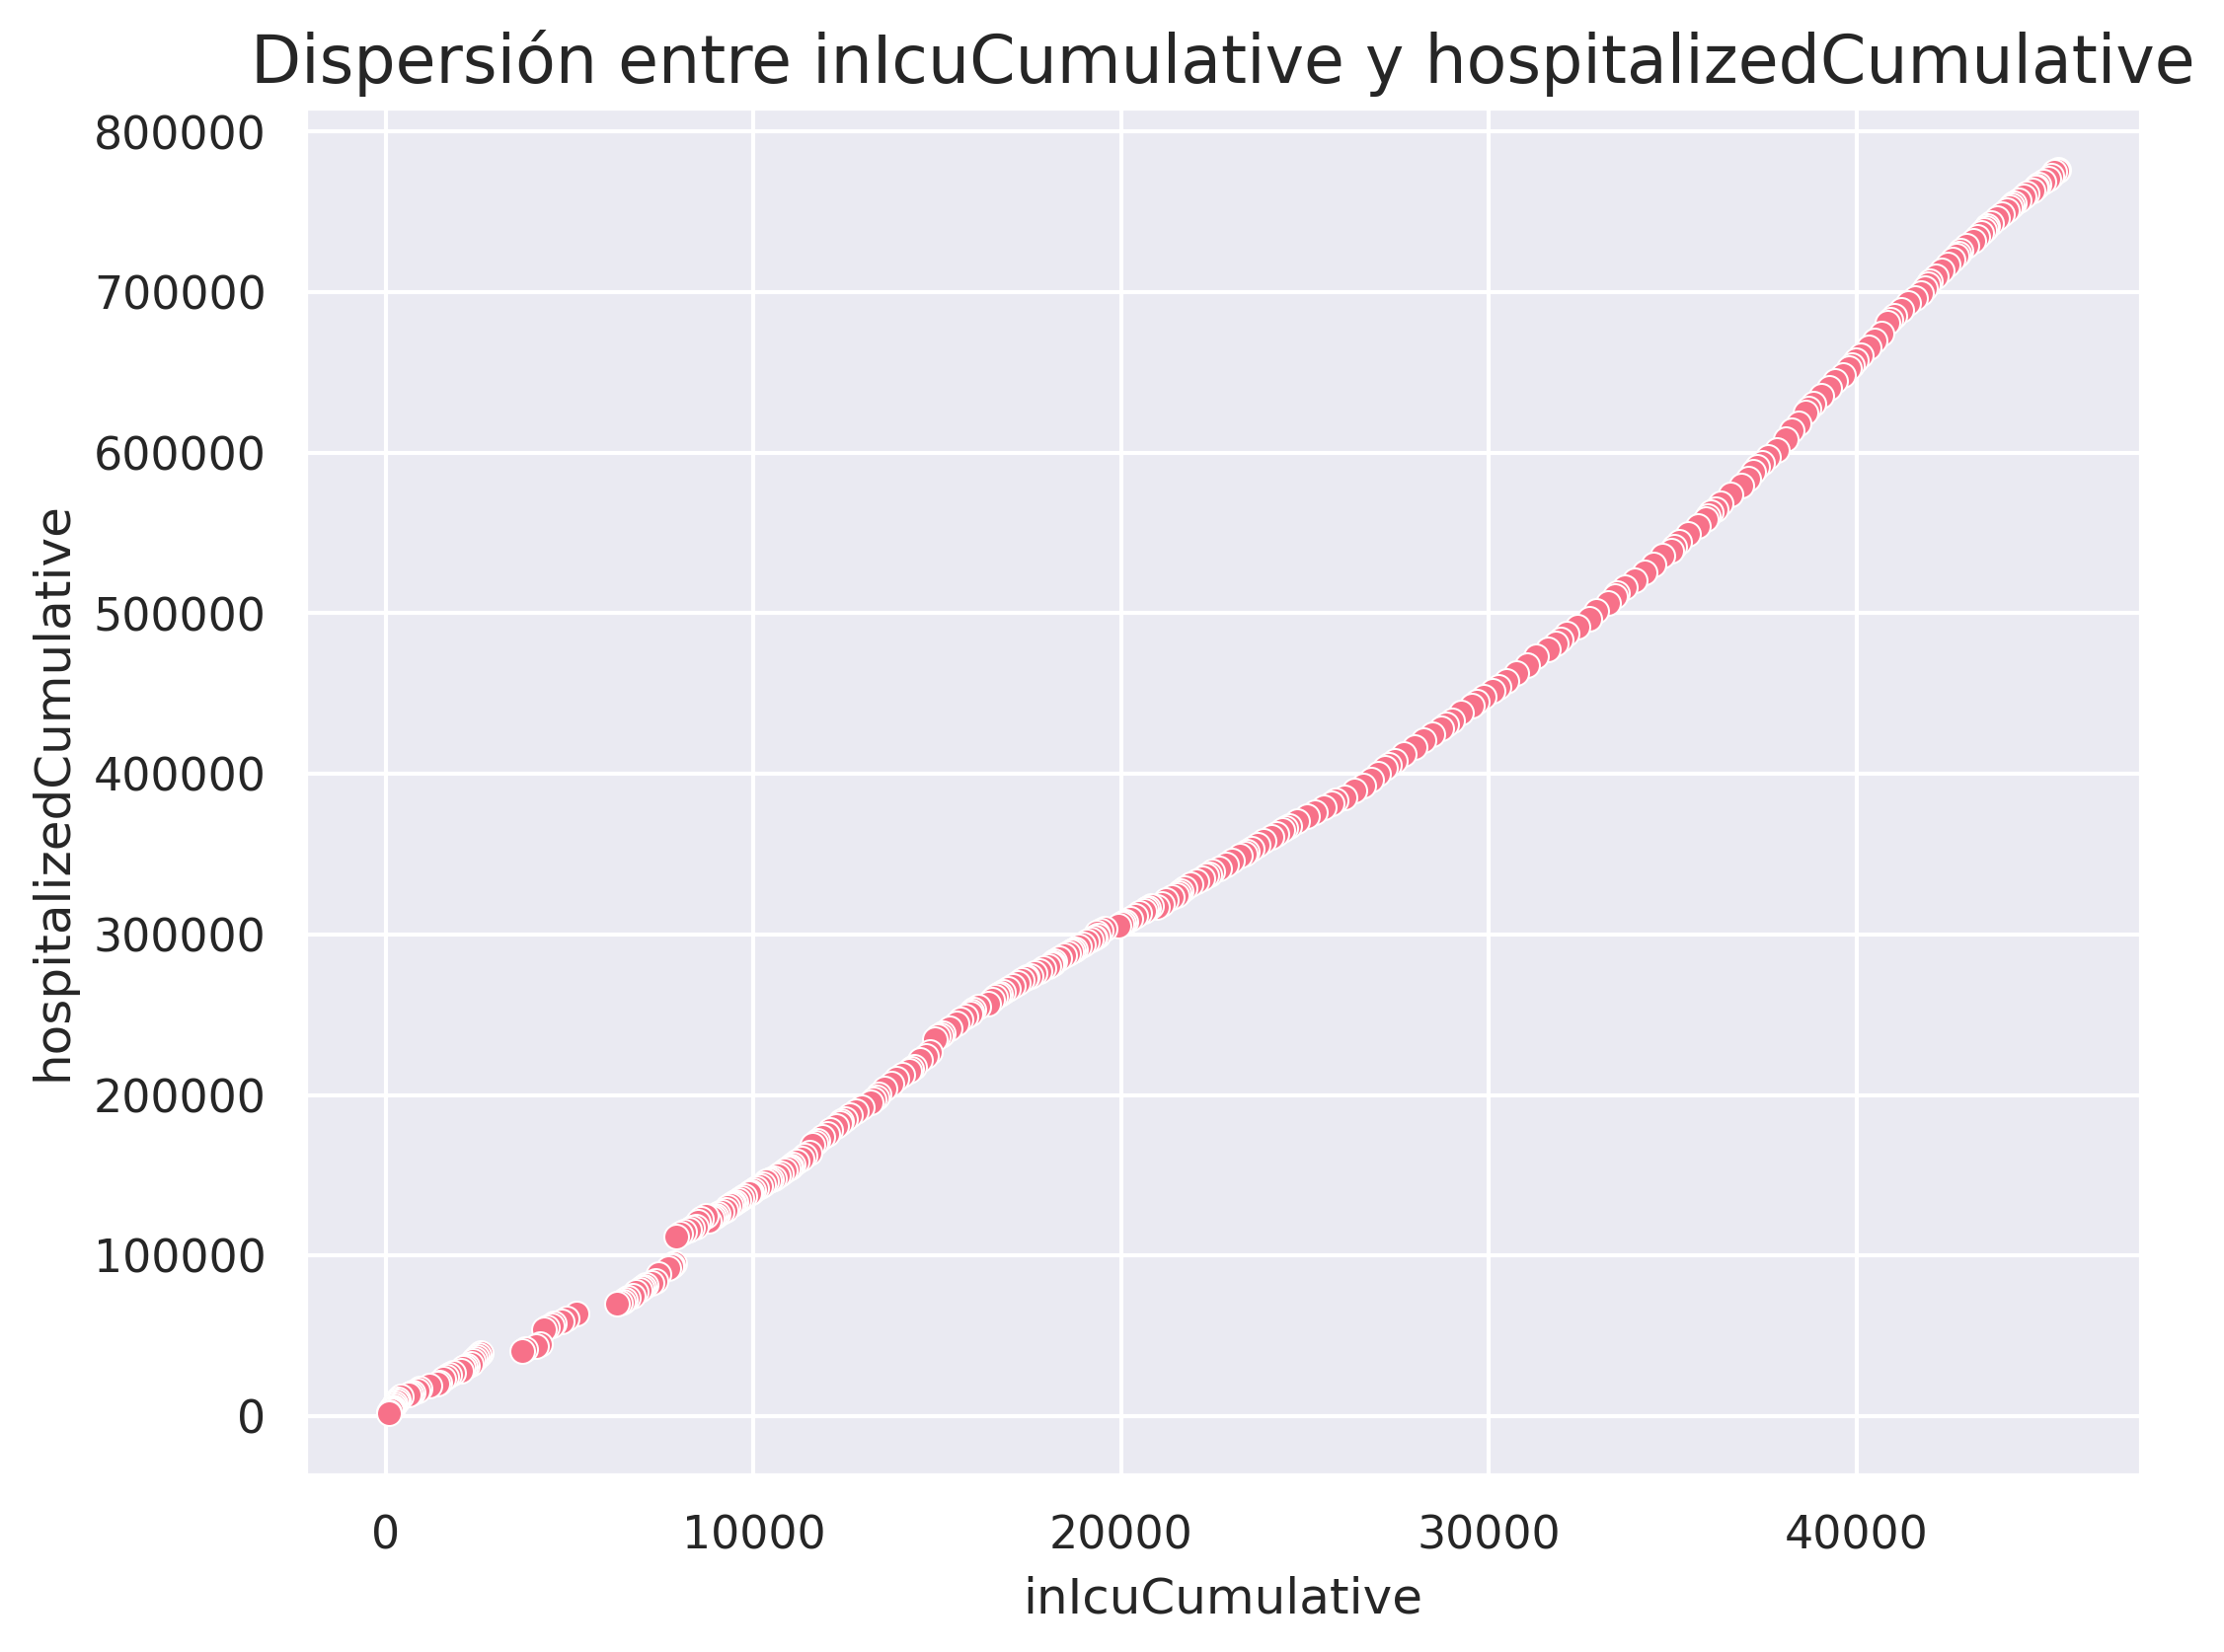 Dispersión entre inIcuCumulative y hospitalizedCumulative
800000
700000
600000
500000
400000
300000
200000
100000
0
hospitalizedCumulative
0 10000 20000 30000 40000
inIcuCumulative